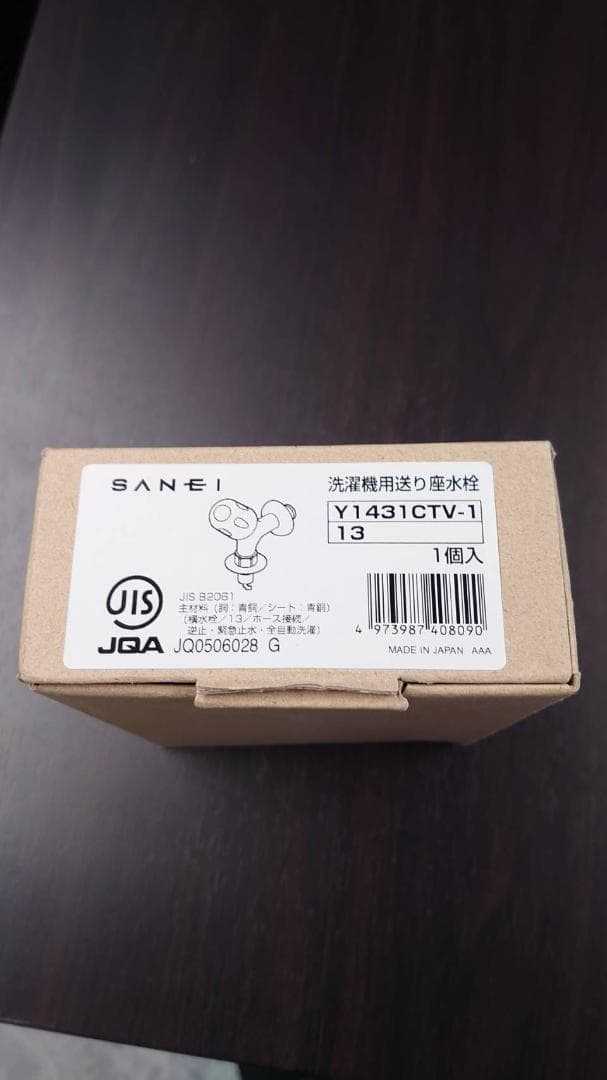 SANEI
洗濯機用送り座水栓
Y1431CTV-1
13
1個入
JIS B2061
主材料(胴:青銅/シート:青銅)
(横水栓/13/ホース接続/
逆止・緊急止水・全自動洗濯)
JIS
JQA JQ0506028 G
4 973987 408090
MADE IN JAPAN AAA